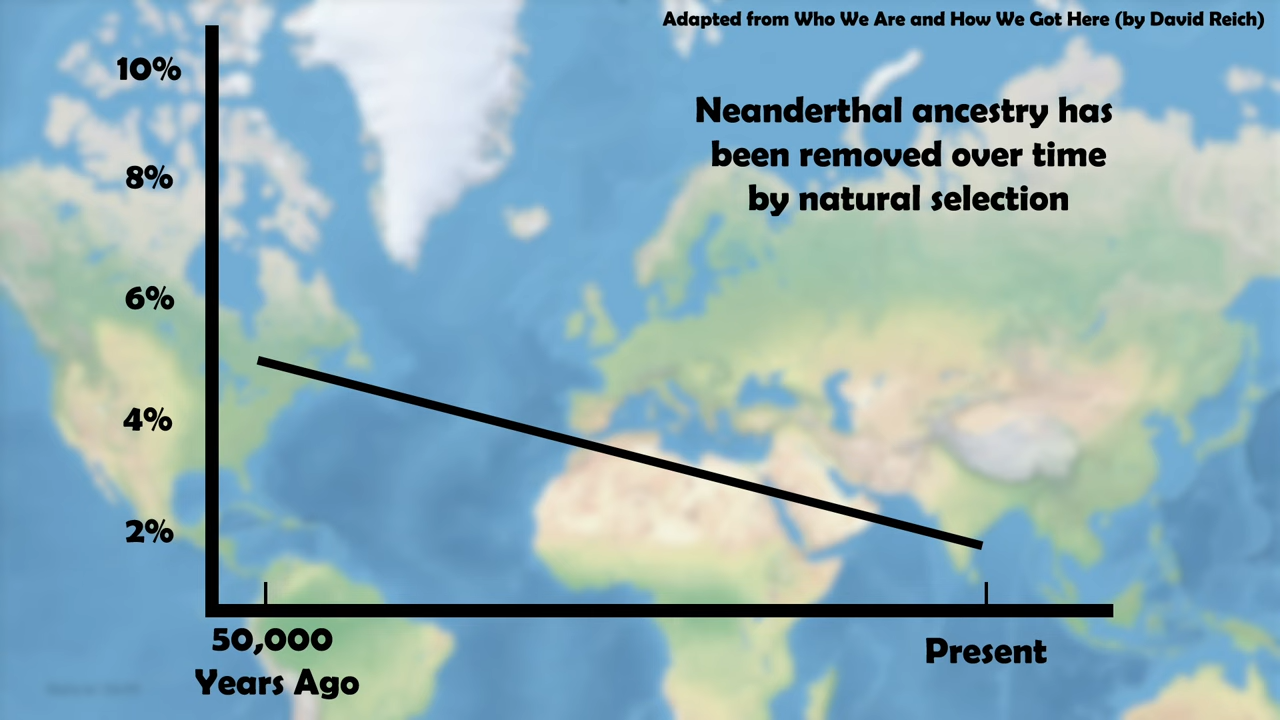 Adapted from Who We Are and How We Got Here (by David Reich)
Neanderthal ancestry has
been removed over time
by natural selection
10%
8%
6%
4%
2%
50,000
Years Ago
Present